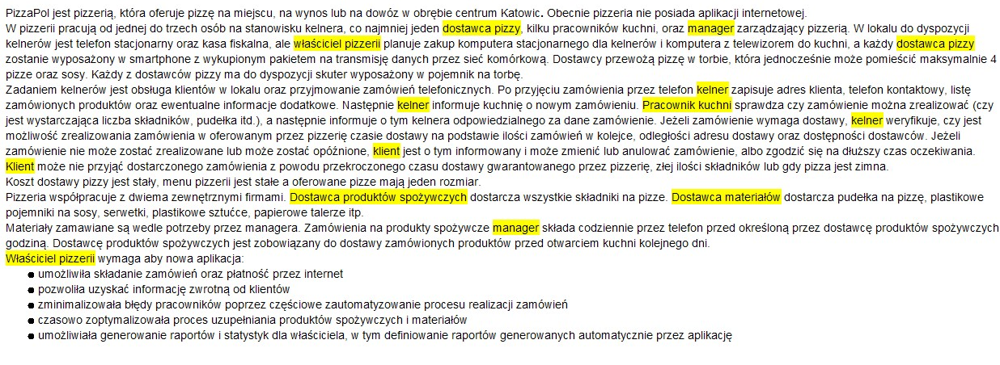 PizzaPol jest pizzerią, która oferuje pizzę na miejscu, na wynos lub na dowóz w obrębie centrum Katowic. Obecnie pizzeria nie posiada aplikacji internetowej.
W pizzerii pracują od jednej do trzech osób na stanowisku kelnera, co najmniej jeden dostawca pizzy, kilku pracowników kuchni, oraz manager zarządzający pizzerią. W lokalu do dyspozycji
kelnerów jest telefon stacjonarny oraz kasa fiskalna, ale właściciel pizzerii planuje zakup komputera stacjonarnego dla kelnerów i komputera z telewizorem do kuchni, a każdy dostawca pizzy
zostanie wyposażony w smartphone z wykupionym pakietem na transmisję danych przez sieć komórkową. Dostawcy przewożą pizzę w torbie, która jednocześnie może pomieścić maksymalnie 4
pizze oraz sosy. Każdy z dostawców pizzy ma do dyspozycji skuter wyposażony w pojemnik na torbę.
Zadaniem kelnerów jest obsługa klientów w lokalu oraz przyjmowanie zamówień telefonicznych. Po przyjęciu zamówienia przez telefon kelner zapisuje adres klienta, telefon kontaktowy, listę
zamówionych produktów oraz ewentualne informacje dodatkowe. Następnie kelner informuje kuchnię o nowym zamówieniu. Pracownik kuchni sprawdza czy zamówienie można zrealizować (czy
jest wystarczająca liczba składników, pudełka itd.), a następnie informuje o tym kelnera odpowiedzialnego za dane zamówienie. Jeżeli zamówienie wymaga dostawy, kelner weryfikuje, czy jest
możliwość zrealizowania zamówienia w oferowanym przez pizzerię czasie dostawy na podstawie ilości zamówień w kolejce, odległości adresu dostawy oraz dostępności dostawców. Jeżeli
zamówienie nie może zostać zrealizowane lub może zostać opóźnione, klient jest o tym informowany i może zmienić lub anulować zamówienie, albo zgodzić się na dłuższy czas oczekiwania.
Klient może nie przyjąć dostarczonego zamówienia z powodu przekroczonego czasu dostawy gwarantowanego przez pizzerię, złej ilości składników lub gdy pizza jest zimna.
Koszt dostawy pizzy jest stały, menu pizzerii jest stałe a oferowane pizze mają jeden rozmiar.
Pizzeria współpracuje z dwiema zewnętrznymi firmami. Dostawca produktów spożywczych dostarcza wszystkie składniki na pizze. Dostawca materiałów dostarcza pudełka na pizzę, plastikowe
pojemniki na sosy, serwetki, plastikowe sztućce, papierowe talerze itp.
Materiały zamawiane są wedle potrzeby przez managera. Zamówienia na produkty spożywcze manager składa codziennie przez telefon przed określoną przez dostawcę produktów spożywczych
godziną. Dostawcę produktów spożywczych jest zobowiązany do dostawy zamówionych produktów przed otwarciem kuchni kolejnego dni.
Właściciel pizzerii wymaga aby nowa aplikacja:
● umożliwiła składanie zamówień oraz płatność przez internet
● pozwoliła uzyskać informację zwrotną od klientów
● zminimalizowała błędy pracowników poprzez częściowe zautomatyzowanie procesu realizacji zamówień
● czasowo zoptymalizowała proces uzupełniania produktów spożywczych i materiałów
● umożliwiała generowanie raportów i statystyk dla właściciela, w tym definiowanie raportów generowanych automatycznie przez aplikację